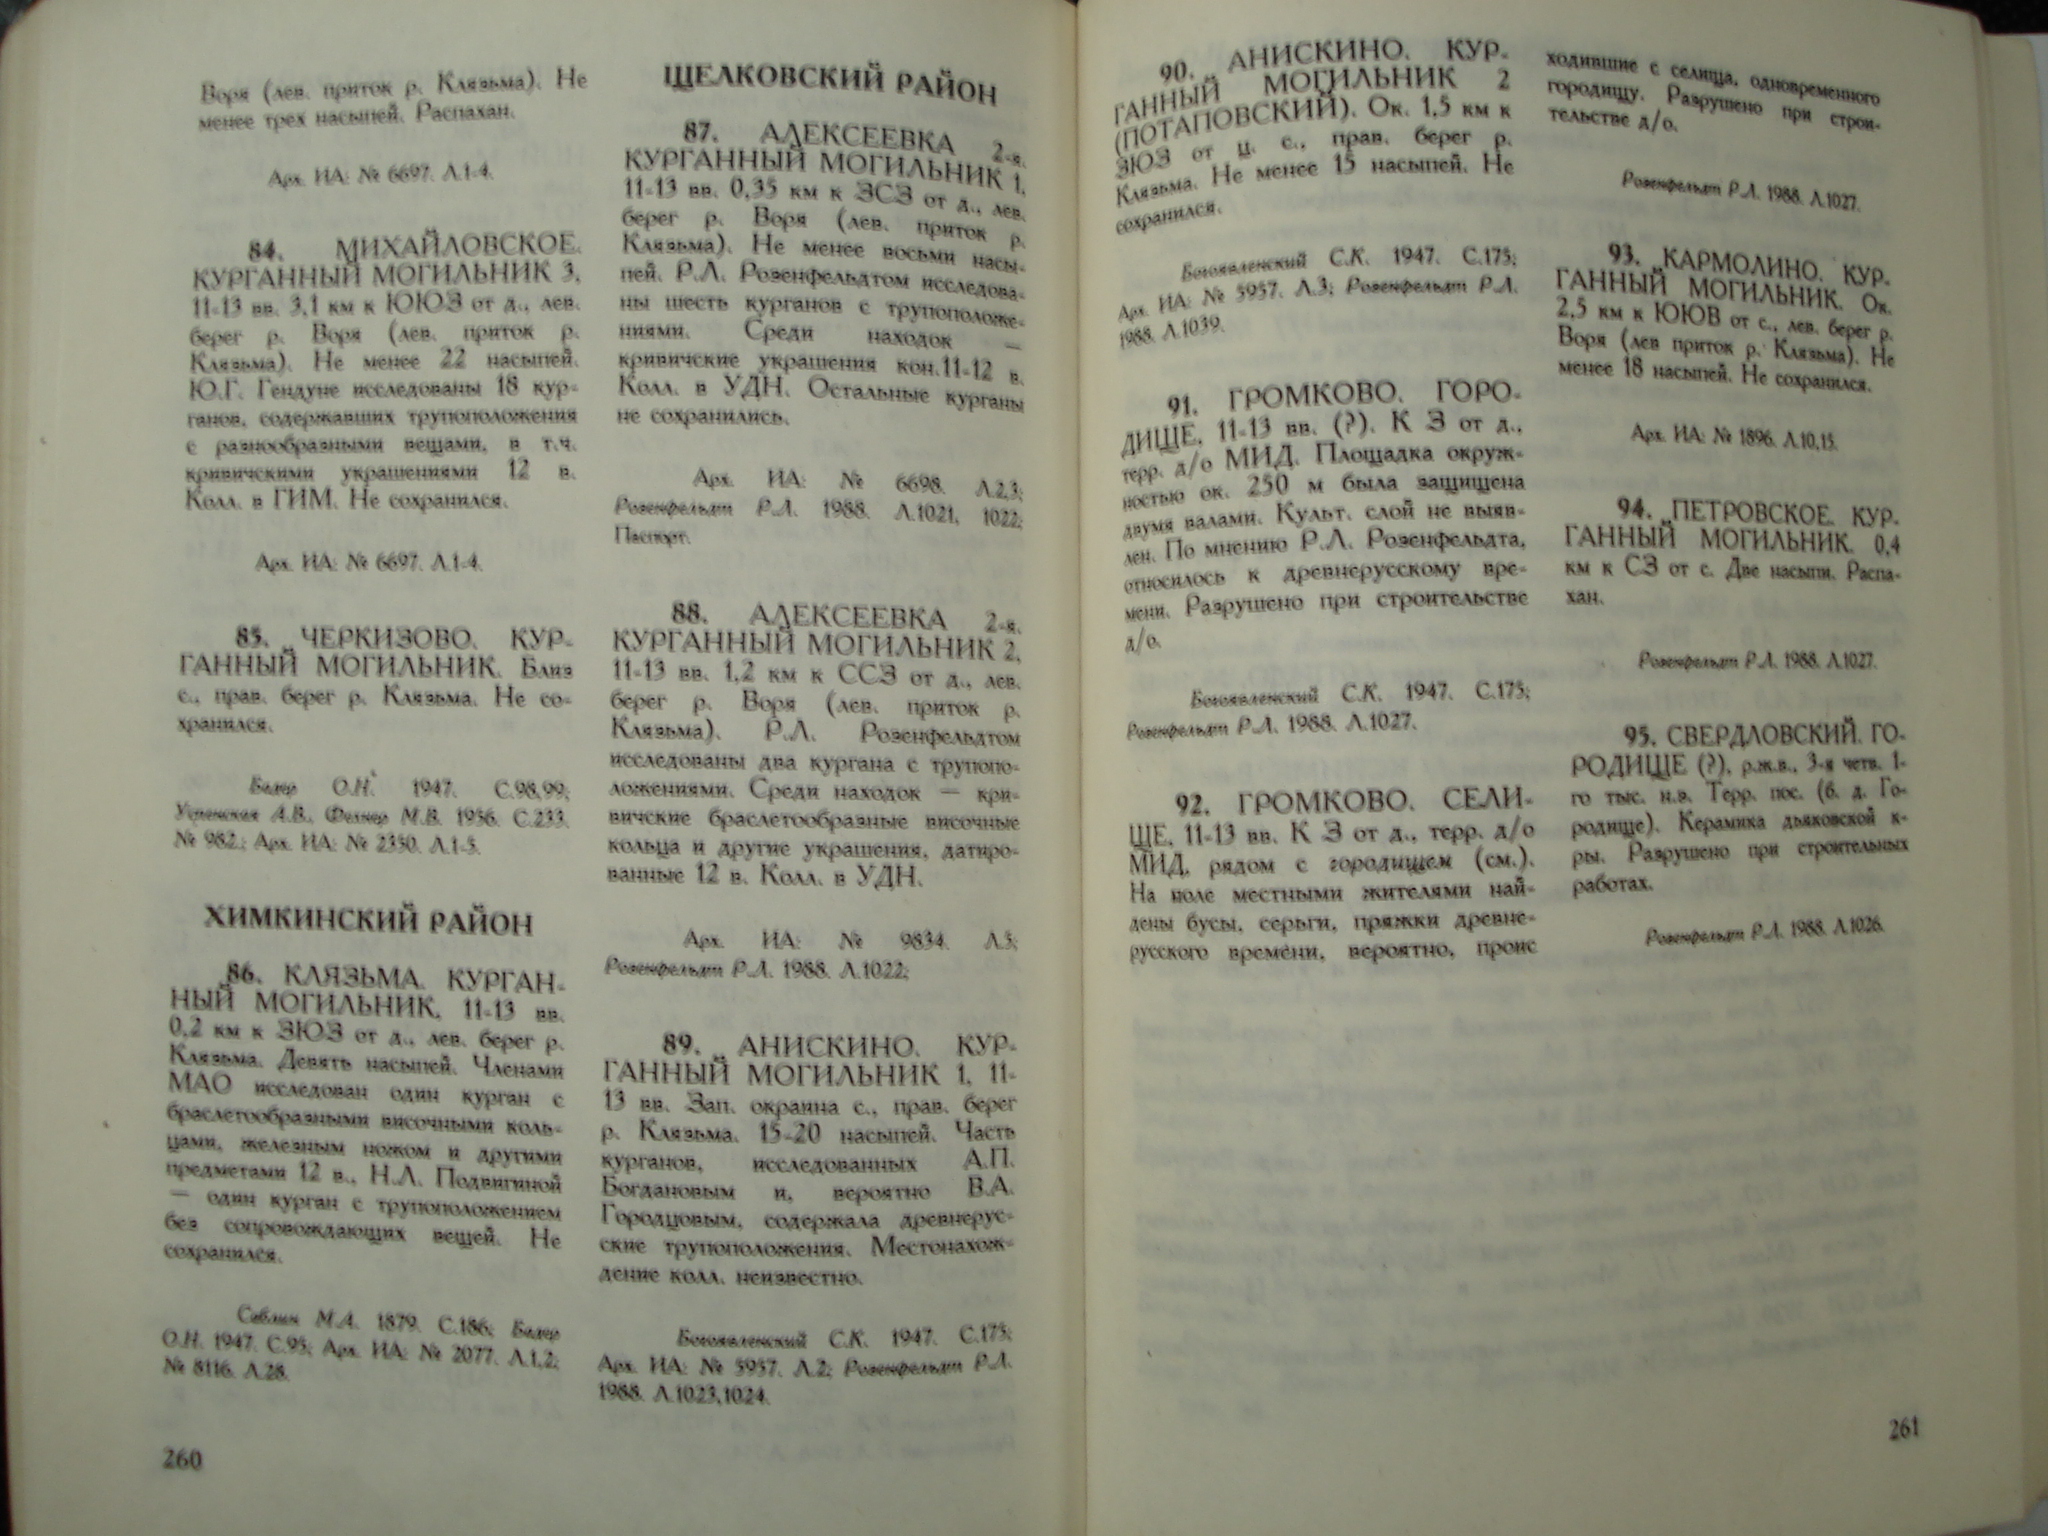 Воря (лев. приток р. Клязьма). Не
менее трех насыпей. Распахан.
Арх. ИА: № 6697. Л.1-4.
84. МИХАЙЛОВСКОЕ.
КУРГАННЫЙ МОГИЛЬНИК 3,
11-13 вв. 3,1 км к ЮЮЗ от д., лев.
берег р. Воря (лев. приток р.
Клязьма). Не менее 22 насыпей.
Ю.Г. Гендуне исследованы 18 кур-
ганов, содержавших трупоположения
с разнообразными вещами, в т.ч.
кривичскими украшениями 12 в.
Колл. в ГИМ. Не сохранился.
Арх. ИА: № 6697. Л.1-4.
85. ЧЕРКИЗОВО. КУР-
ГАННЫЙ МОГИЛЬНИК. Близ
с., прав. берег р. Клязьма. Не со-
хранился.
Бадер О.Н. 1947. С.98,99;
Успенская А.В., Фехнер М.В. 1956. С.233.
№ 982.; Арх. ИА: № 2330. Л.1-5.
ХИМКИНСКИЙ РАЙОН
86. КЛЯЗЬМА. КУРГАН-
НЫЙ МОГИЛЬНИК, 11-13 вв.
0,2 км к ЗЮЗ от д., лев. берег р.
Клязьма. Девять насыпей. Членами
МАО исследован один курган с
браслетообразными височными коль-
цами, железным ножом и другими
предметами 12 в., Н.Л. Подвигиной
— один курган с трупоположением
без сопровождающих вещей. Не
сохранился.
Саблин М.А. 1879. С.186; Бадер
О.Н. 1947. С.95; Арх. ИА: № 2077. Л.1,2;
№ 8116. Л.28.
260
ЩЕЛКОВСКИЙ РАЙОН
87. АЛЕКСЕЕВКА 2-я.
КУРГАННЫЙ МОГИЛЬНИК 1,
11-13 вв. 0,35 км к ЗСЗ от д., лев.
берег р. Воря (лев. приток р.
Клязьма). Не менее восьми насы-
пей. Р.Л. Розенфельдтом исследова-
ны шесть курганов с трупоположе-
ниями. Среди находок —
кривичские украшения кон.11-12 в.
Колл. в УДН. Остальные курганы
не сохранились.
Арх. ИА: № 6698. Л.2,3;
Розенфельдт Р.Л. 1988. Л.1021, 1022;
Паспорт.
88. АЛЕКСЕЕВКА 2-я.
КУРГАННЫЙ МОГИЛЬНИК 2,
11-13 вв. 1,2 км к ССЗ от д., лев.
берег р. Воря (лев. приток р.
Клязьма). Р.Л. Розенфельдтом
исследованы два кургана с трупопо-
ложениями. Среди находок — кри-
вичские браслетообразные височные
кольца и другие украшения, датиро-
ванные 12 в. Колл. в УДН.
Арх. ИА: № 9834. Л.5;
Розенфельдт Р.Л. 1988. Л.1022;
89. АНИСКИНО. КУР-
ГАННЫЙ МОГИЛЬНИК 1, 11-
13 вв. Зап. окраина с., прав. берег
р. Клязьма. 15-20 насыпей. Часть
курганов, исследованных А.П.
Богдановым и, вероятно В.А.
Городцовым, содержала древнерус-
ские трупоположения. Местонахож-
дение колл. неизвестно.
Богоявленский С.К. 1947. С.175;
Арх. ИА: № 5957. Л.2; Розенфельдт Р.Л.
1988. Л.1023,1024.
90. АНИСКИНО. КУР-
ГАННЫЙ МОГИЛЬНИК 2
(ПОТАПОВСКИЙ). Ок. 1,5 км к
ЗЮЗ от ц. с., прав. берег р.
Клязьма. Не менее 15 насыпей. Не
сохранился.
Богоявленский С.К. 1947. С.175;
Арх. ИА: № 5957. Л.3; Розенфельдт Р.Л.
1988. Л.1039.
91. ГРОМКОВО. ГОРО-
ДИЩЕ, 11-13 вв. (?). К З от д.,
терр. д/о МИД. Площадка окруж-
ностью ок. 250 м была защищена
двумя валами. Культ. слой не выяв-
лен. По мнению Р.Л. Розенфельдта,
относилось к древнерусскому вре-
мени. Разрушено при строительстве
д/о.
Богоявленский С.К. 1947. С.175;
Розенфельдт Р.Л. 1988. Л.1027.
92. ГРОМКОВО. СЕЛИ-
ЩЕ, 11-13 вв. К З от д., терр. д/о
МИД, рядом с городищем (см.).
На поле местными жителями най-
дены бусы, серьги, пряжки древне-
русского времени, вероятно, проис
ходившие с селища, одновременного
городищу. Разрушено при строи-
тельстве д/о.
Розенфельдт Р.Л. 1988. Л.1027.
93. КАРМОЛИНО. КУР-
ГАННЫЙ МОГИЛЬНИК. Ок.
2,5 км к ЮЮВ от с., лев. берег р.
Воря (лев приток р. Клязьма). Не
менее 18 насыпей. Не сохранился.
Арх. ИА: № 1896. Л.10,15.
94. ПЕТРОВСКОЕ. КУР-
ГАННЫЙ МОГИЛЬНИК. 0,4
км к СЗ от с. Две насыпи. Распа-
хан.
Розенфельдт Р.Л. 1988. Л.1027.
95. СВЕРДЛОВСКИЙ. ГО-
РОДИЩЕ (?), р.ж.в., 3-я четв. 1-
го тыс. н.э. Терр. пос. (б. д. Го-
родище). Керамика дьяковской к-
ры. Разрушено при строительных
работах.
Розенфельдт Р.Л. 1988. Л.1026.
261